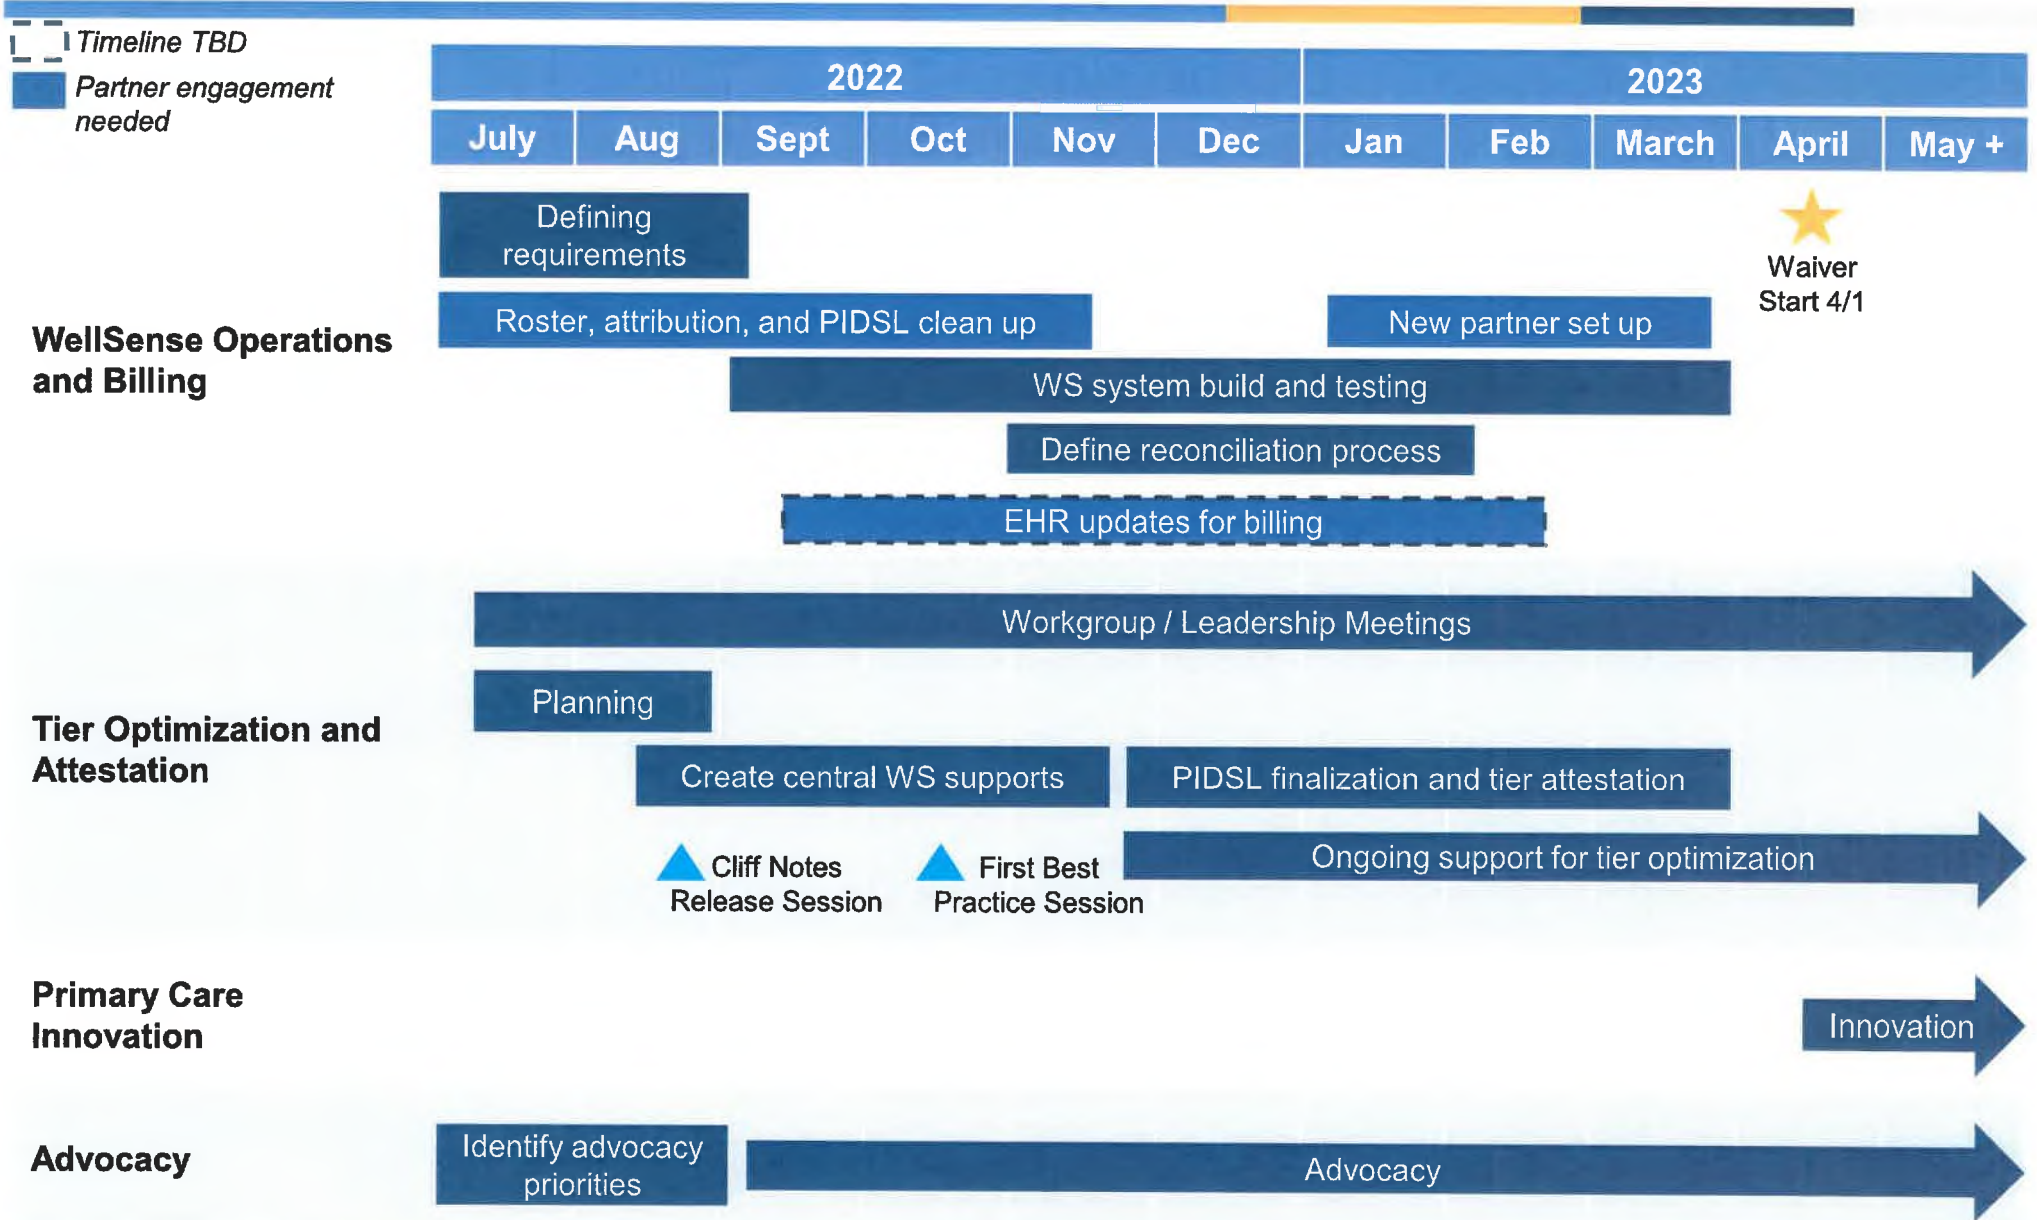 Timeline TBD
Partner engagement
needed
2022
2023
July
Aug
Sept
Oct
Nov
Dec
Jan
Feb
March
April
May +
WellSense Operations
and Billing
Defining
requirements
Waiver
Start 4/1
Roster, attribution, and PIDSL clean up
New partner set up
WS system build and testing
Define reconciliation process
EHR updates for billing
Tier Optimization and
Attestation
Workgroup / Leadership Meetings
Planning
Create central WS supports
PIDSL finalization and tier attestation
Cliff Notes
Release Session
First Best
Practice Session
Ongoing support for tier optimization
Primary Care
Innovation
Innovation
Advocacy
Identify advocacy
priorities
Advocacy